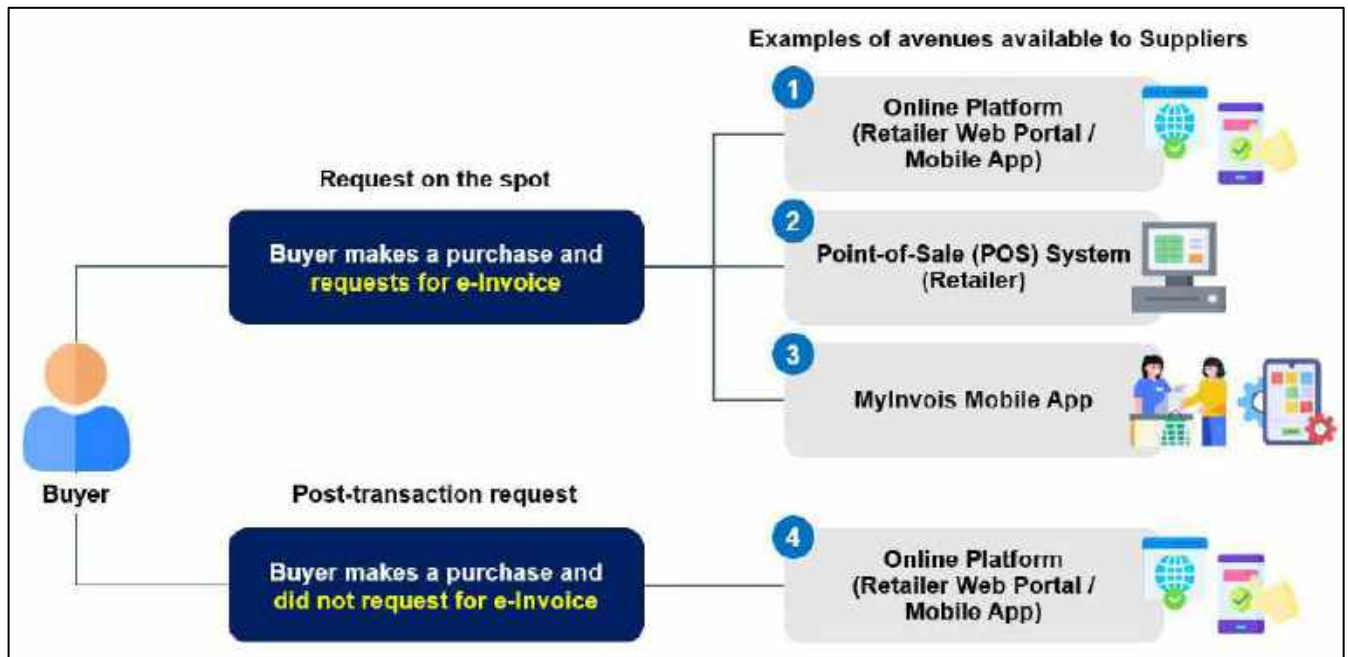 Examples of avenues available to Suppliers
1
Online Platform
(Retailer Web Portal /
Mobile App)
Request on the spot
Buyer makes a purchase and
requests for e-Invoice
2
Point-of-Sale (POS) System
(Retailer)
3
MyInvois Mobile App
Buyer
Post-transaction request
Buyer makes a purchase and
did not request for e-Invoice
4
Online Platform
(Retailer Web Portal /
Mobile App)